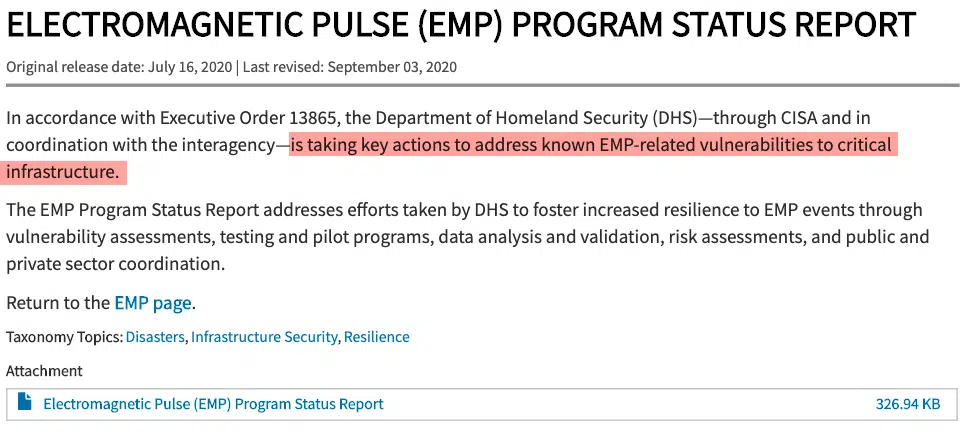 ELECTROMAGNETIC PULSE (EMP) PROGRAM STATUS REPORT
Original release date: July 16, 2020 | Last revised: September 03, 2020
In accordance with Executive Order 13865, the Department of Homeland Security (DHS)—through CISA and in
coordination with the interagency—is taking key actions to address known EMP-related vulnerabilities to critical
infrastructure.
The EMP Program Status Report addresses efforts taken by DHS to foster increased resilience to EMP events through
vulnerability assessments, testing and pilot programs, data analysis and validation, risk assessments, and public and
private sector coordination.
Return to the EMP page.
Taxonomy Topics: Disasters, Infrastructure Security, Resilience
Attachment
Electromagnetic Pulse (EMP) Program Status Report 326.94 KB